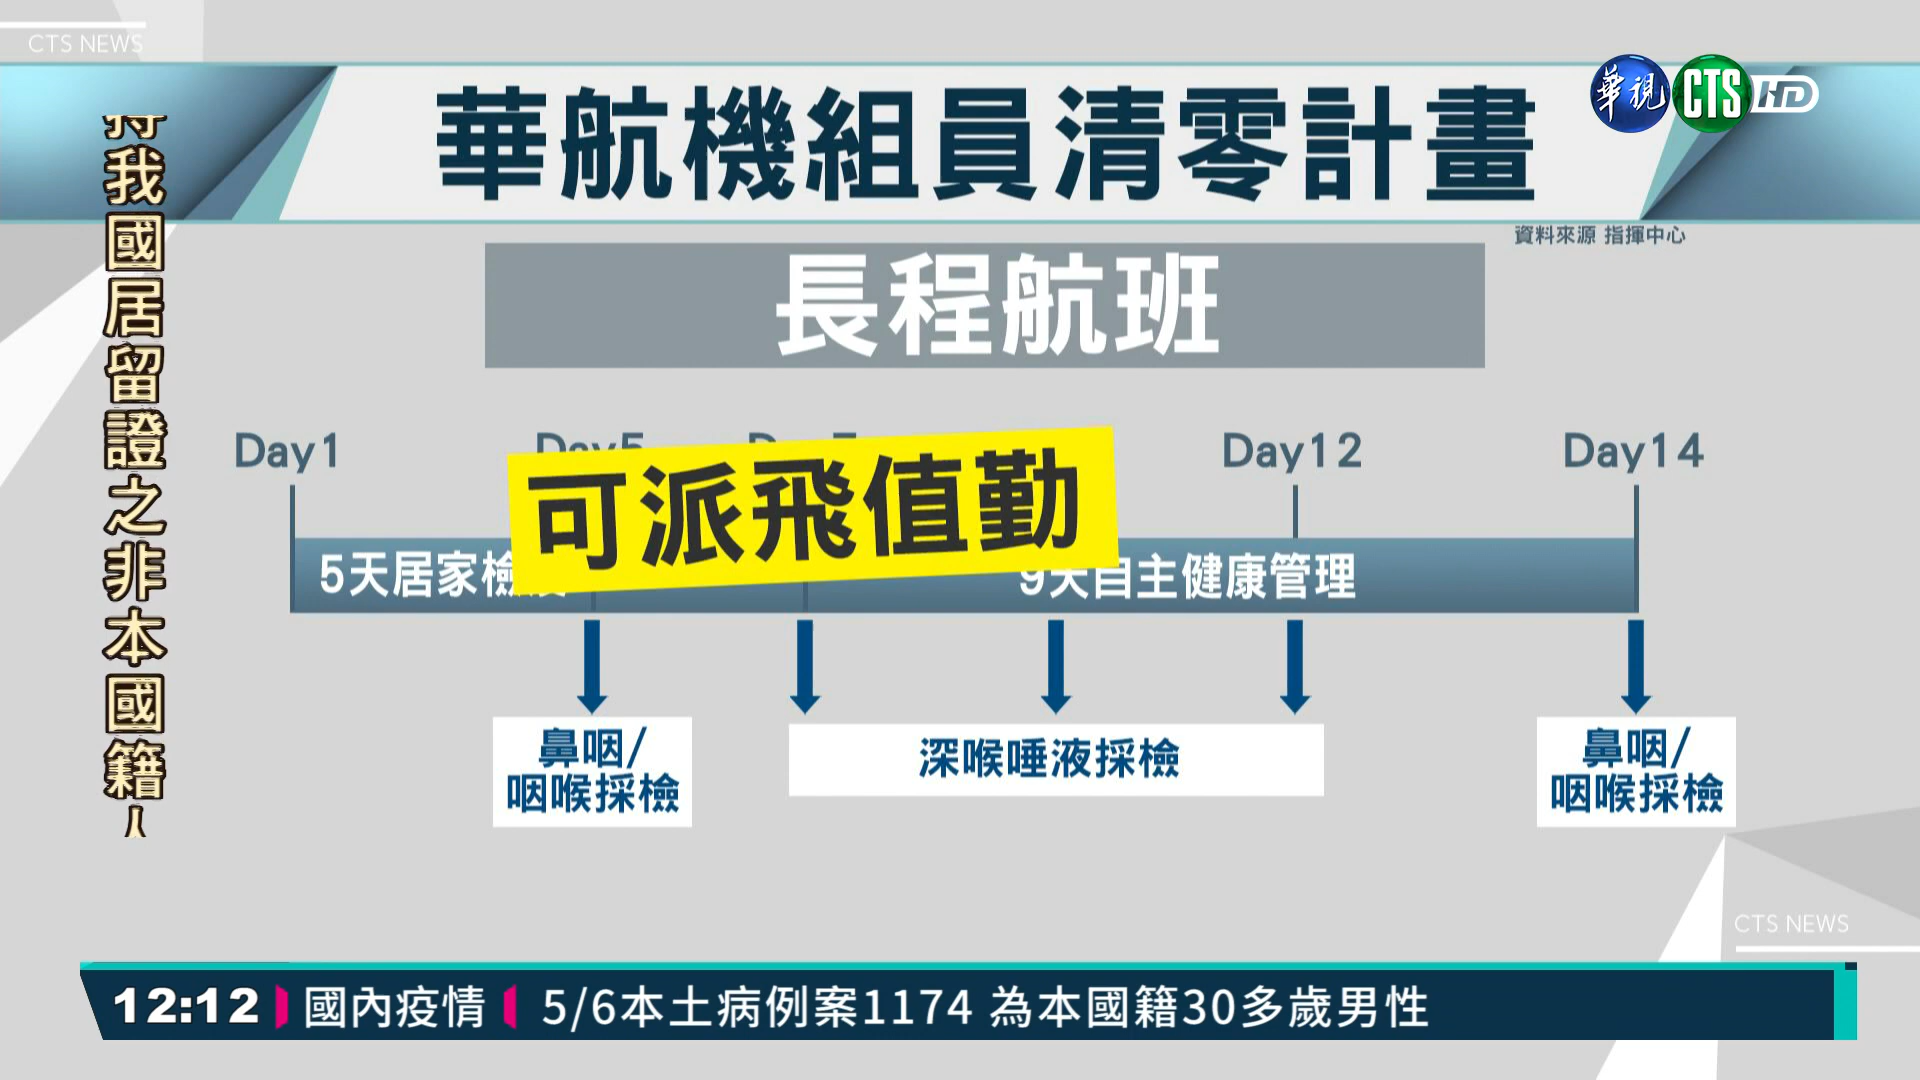 CTS NEWS
華航機組員清零計畫
華視 CTS HD
資料來源 指揮中心
長程航班
持我國居留證之非本國籍人
Day1
Day5
Day7
Day12
Day14
可派飛值勤
5天居家檢疫
9天自主健康管理
鼻咽/
咽喉採檢
深喉唾液採檢
鼻咽/
咽喉採檢
CTS NEWS
12:12 國內疫情 5/6本土病例案1174 為本國籍30多歲男性